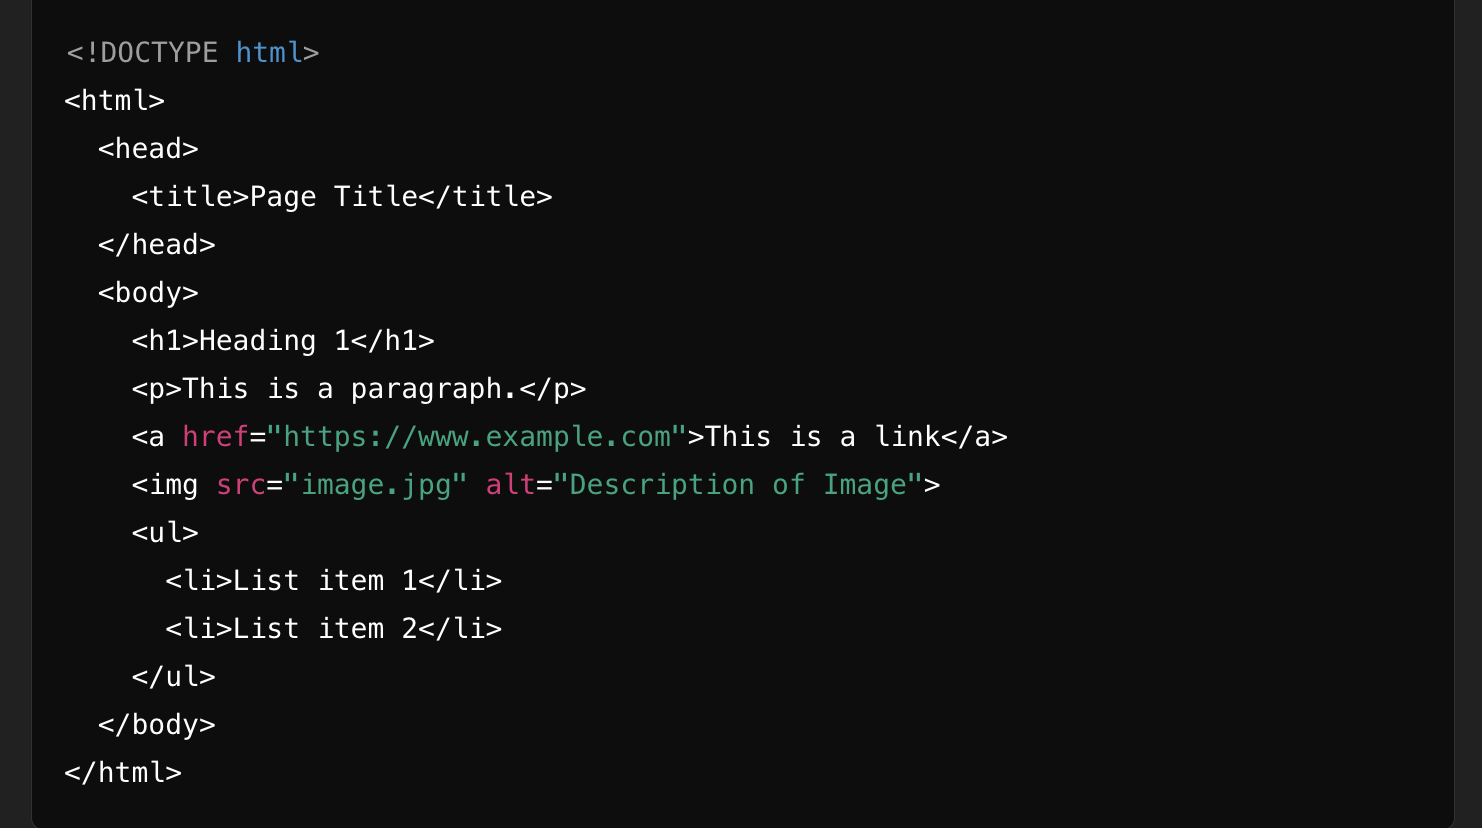 <!DOCTYPE html>
<html>
  <head>
    <title>Page Title</title>
  </head>
  <body>
    <h1>Heading 1</h1>
    <p>This is a paragraph.</p>
    <a href="https://www.example.com">This is a link</a>
    <img src="image.jpg" alt="Description of Image">
    <ul>
      <li>List item 1</li>
      <li>List item 2</li>
    </ul>
  </body>
</html>